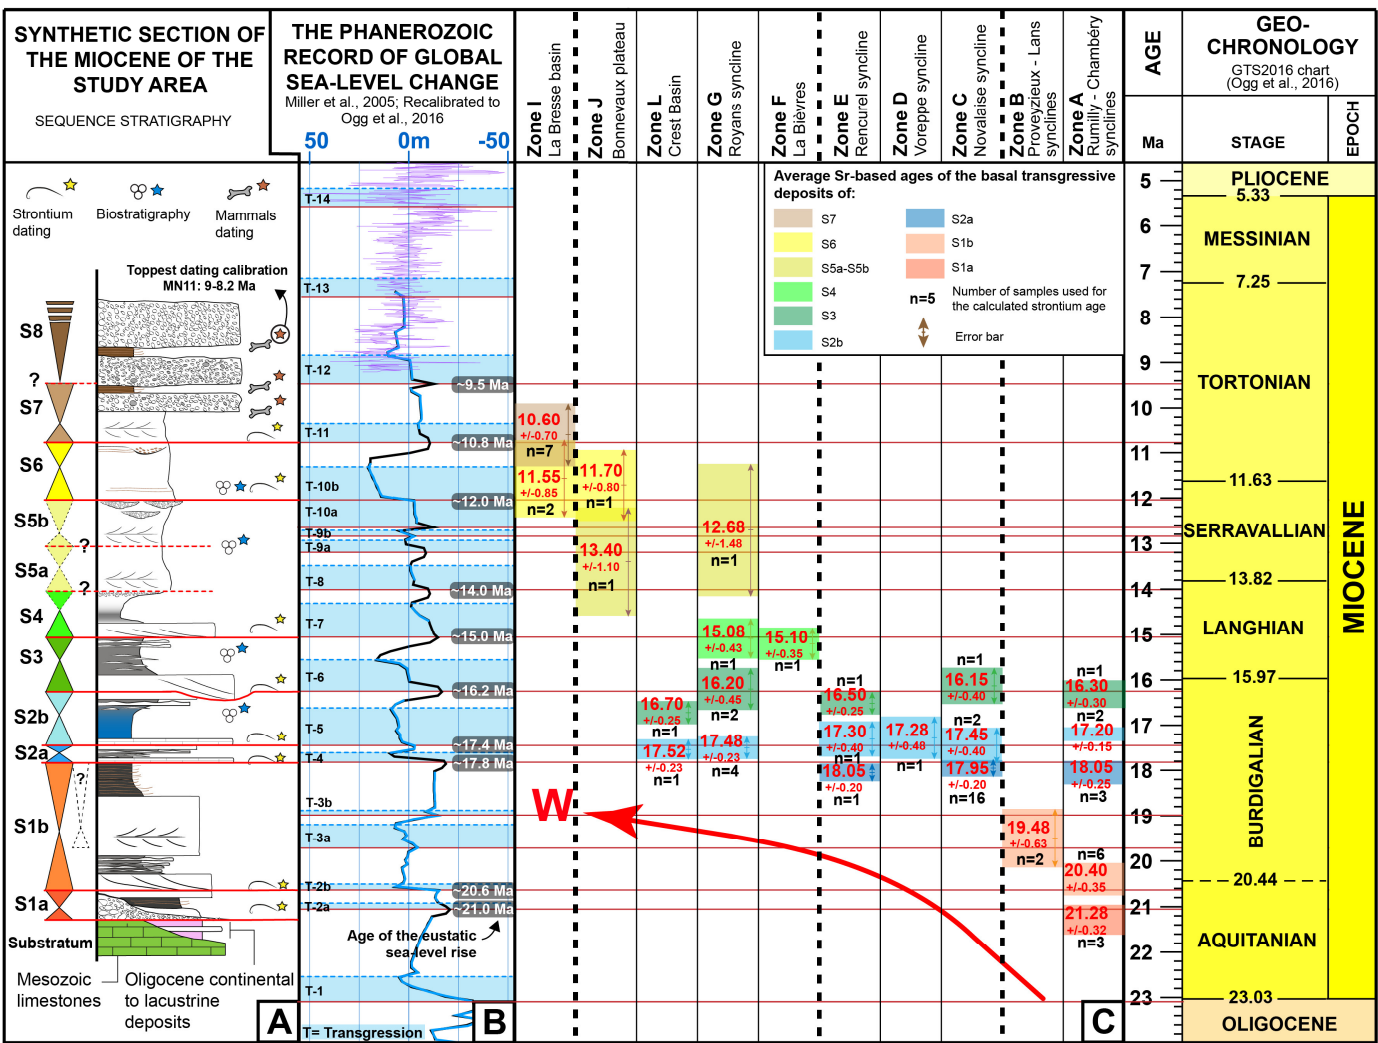 SYNTHETIC SECTION OF
THE MIOCENE OF THE
STUDY AREA
SEQUENCE STRATIGRAPHY
THE PHANEROZOIC
RECORD OF GLOBAL
SEA-LEVEL CHANGE
Miller et al., 2005; Recalibrated to
Ogg et al., 2016
50 0m -50
Zone I
La Bresse basin
Zone J
Bonnevaux plateau
Zone L
Crest Basin
Zone G
Royans syncline
Zone F
La Bièvres
Zone E
Rencurel syncline
Zone D
Voreppe syncline
Zone C
Novalaise syncline
Zone B
Proveyzieux - Lans
synclines
Zone A
Rumilly - Chambéry
synclines
AGE
Ma
GEO-
CHRONOLOGY
GTS2016 chart
(Ogg et al., 2016)
STAGE
EPOCH
Strontium
dating
Biostratigraphy
Mammals
dating
Toppest dating calibration
MN11: 9-8.2 Ma
S8
?
S7
S6
S5b
?
S5a
?
S4
S3
S2b
S2a
?
S1b
S1a
Substratum
Mesozoic
limestones
Oligocene continental
to lacustrine
deposits
A
T-14
T-13
T-12
~9.5 Ma
T-11
~10.8 Ma
T-10b
~12.0 Ma
T-10a
T-9b
T-9a
T-8
~14.0 Ma
T-7
~15.0 Ma
T-6
~16.2 Ma
T-5
~17.4 Ma
T-4
~17.8 Ma
T-3b
T-3a
T-2b
~20.6 Ma
T-2a
~21.0 Ma
Age of the eustatic
sea-level rise
T-1
T= Transgression
B
Average Sr-based ages of the basal transgressive
deposits of:
S7
S6
S5a-S5b
S4
S3
S2b
S2a
S1b
S1a
n=5
Number of samples used for
the calculated strontium age
Error bar
10.60
+/-0.70
n=7
11.55
+/-0.85
n=2
11.70
+/-0.80
n=1
13.40
+/-1.10
n=1
16.70
+/-0.25
n=1
17.52
+/-0.23
n=1
12.68
+/-1.48
n=1
15.08
+/-0.43
n=1
16.20
+/-0.45
n=2
17.48
+/-0.23
n=4
15.10
+/-0.35
n=1
n=1
16.50
+/-0.25
17.30
+/-0.40
n=1
18.05
+/-0.20
n=1
17.28
+/-0.48
n=1
n=1
16.15
+/-0.40
n=2
17.45
+/-0.40
17.95
+/-0.20
n=16
19.48
+/-0.63
n=2
n=1
16.30
+/-0.30
n=2
17.20
+/-0.15
18.05
+/-0.25
n=3
n=6
20.40
+/-0.35
21.28
+/-0.32
n=3
W
C
5
6
7
8
9
10
11
12
13
14
15
16
17
18
19
20
21
22
23
PLIOCENE
5.33
MESSINIAN
7.25
TORTONIAN
11.63
SERRAVALLIAN
13.82
LANGHIAN
15.97
BURDIGALIAN
20.44
AQUITANIAN
23.03
OLIGOCENE
MIOCENE